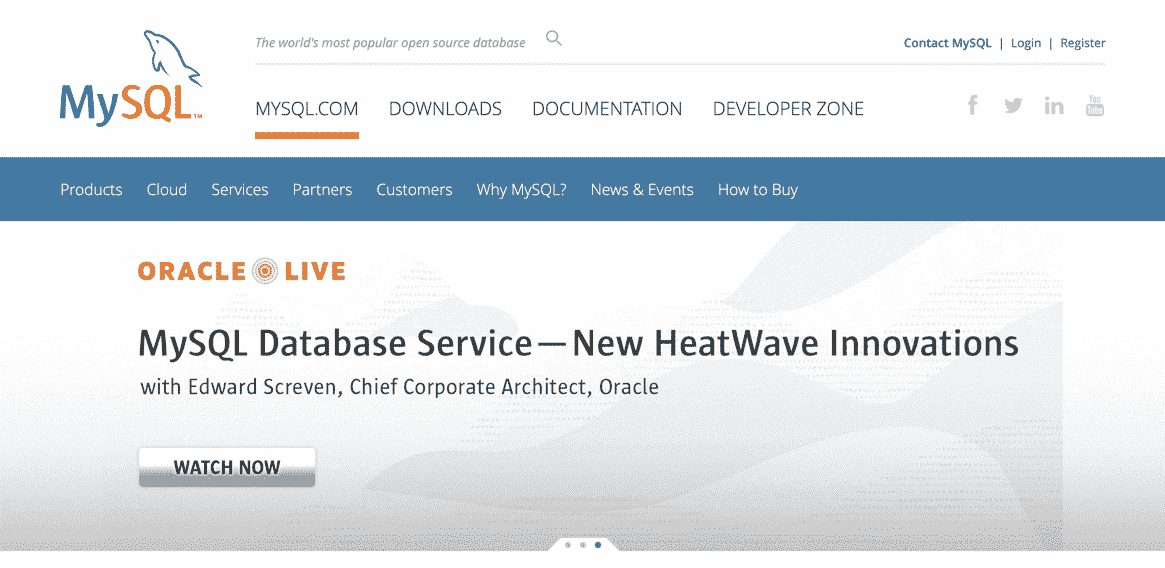 The world's most popular open source database
Contact MySQL | Login | Register
MySQL™
MYSQL.COM DOWNLOADS DOCUMENTATION DEVELOPER ZONE
f in You Tube
Products Cloud Services Partners Customers Why MySQL? News & Events How to Buy
ORACLE LIVE
MySQL Database Service—New HeatWave Innovations
with Edward Screven, Chief Corporate Architect, Oracle
WATCH NOW